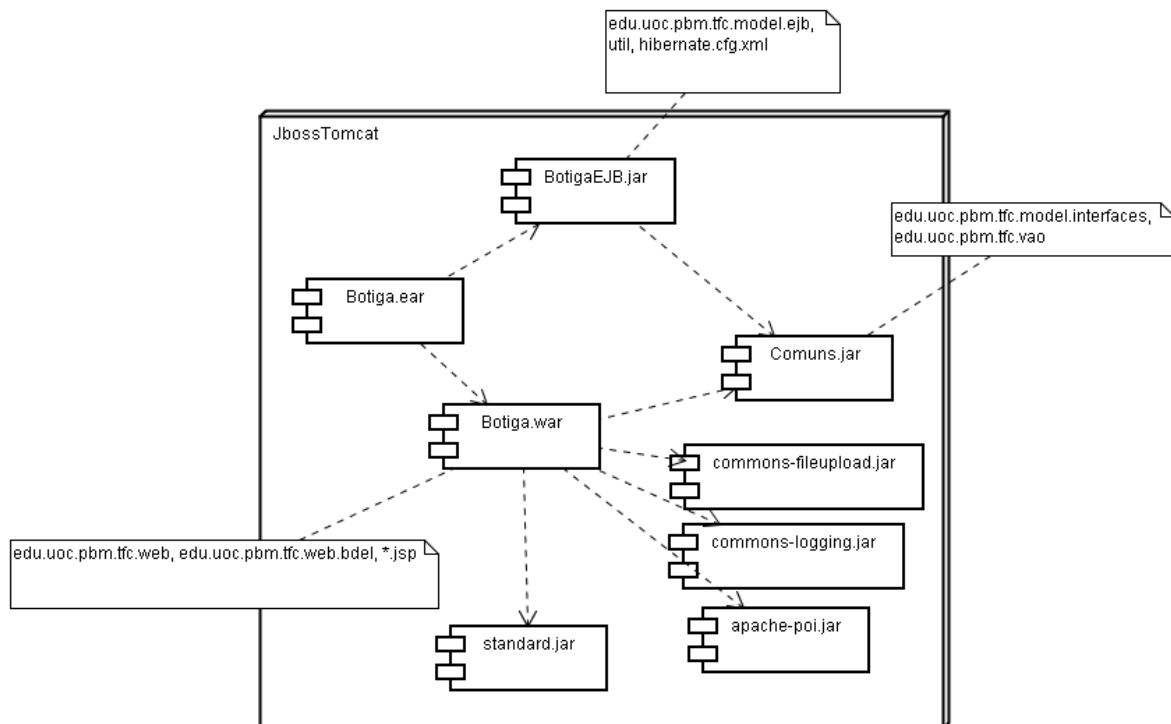 edu.uoc.pbm.tfc.model.ejb,
util, hibernate.cfg.xml
JbossTomcat
BotigaEJB.jar
edu.uoc.pbm.tfc.model.interfaces,
edu.uoc.pbm.tfc.vao
Botiga.ear
Comuns.jar
Botiga.war
commons-fileupload.jar
commons-logging.jar
edu.uoc.pbm.tfc.web, edu.uoc.pbm.tfc.web.bdel, *.jsp
apache-poi.jar
standard.jar